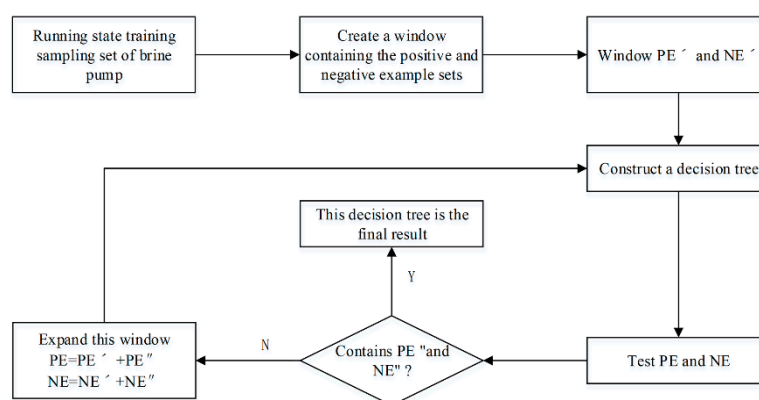 Running state training
sampling set of brine
pump
Create a window
containing the positive and
negative example sets
Window PE ´ and NE ´
Construct a decision tree
This decision tree is the
final result
Y
Expand this window
PE=PE ´ +PE″
NE=NE ´ +NE″
N
Contains PE "and
NE" ?
Test PE and NE